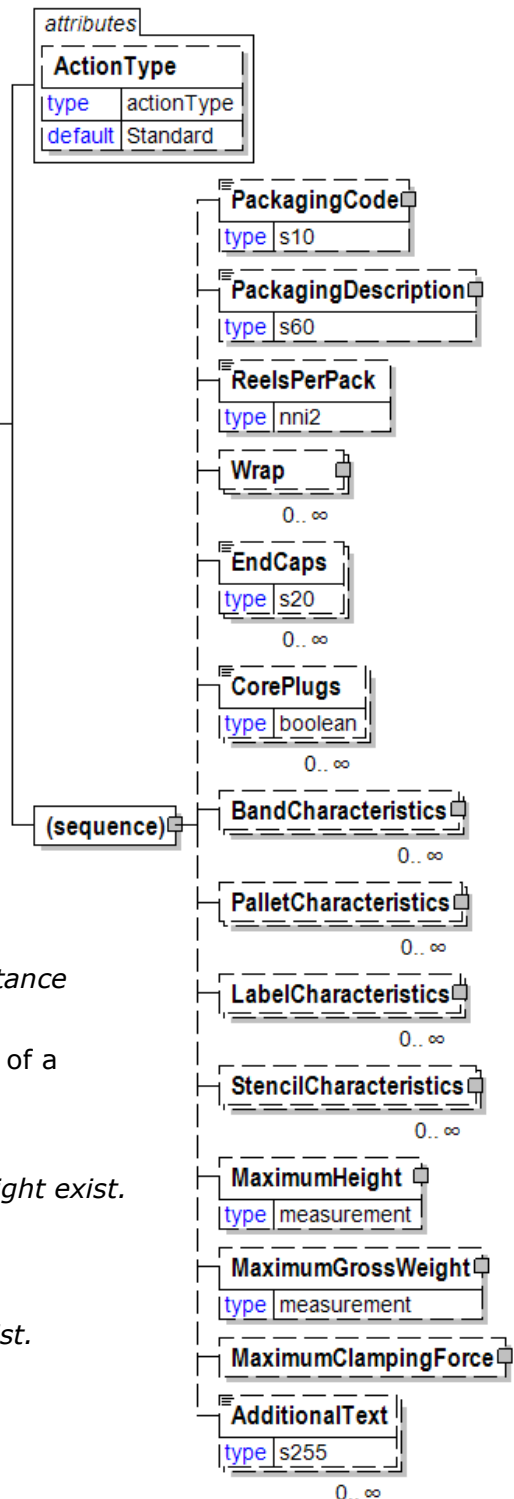 attributes
ActionType
type actionType
default Standard
PackagingCode
type s10
PackagingDescription
type s60
ReelsPerPack
type nni2
Wrap
0.. ∞
EndCaps
type s20
0.. ∞
CorePlugs
type boolean
0.. ∞
(sequence)
BandCharacteristics
0.. ∞
PalletCharacteristics
0.. ∞
tance
LabelCharacteristics
0.. ∞
of a
StencilCharacteristics
0.. ∞
ight exist.
MaximumHeight
type measurement
MaximumGrossWeight
type measurement
st.
MaximumClampingForce
AdditionalText
type s255
0.. ∞